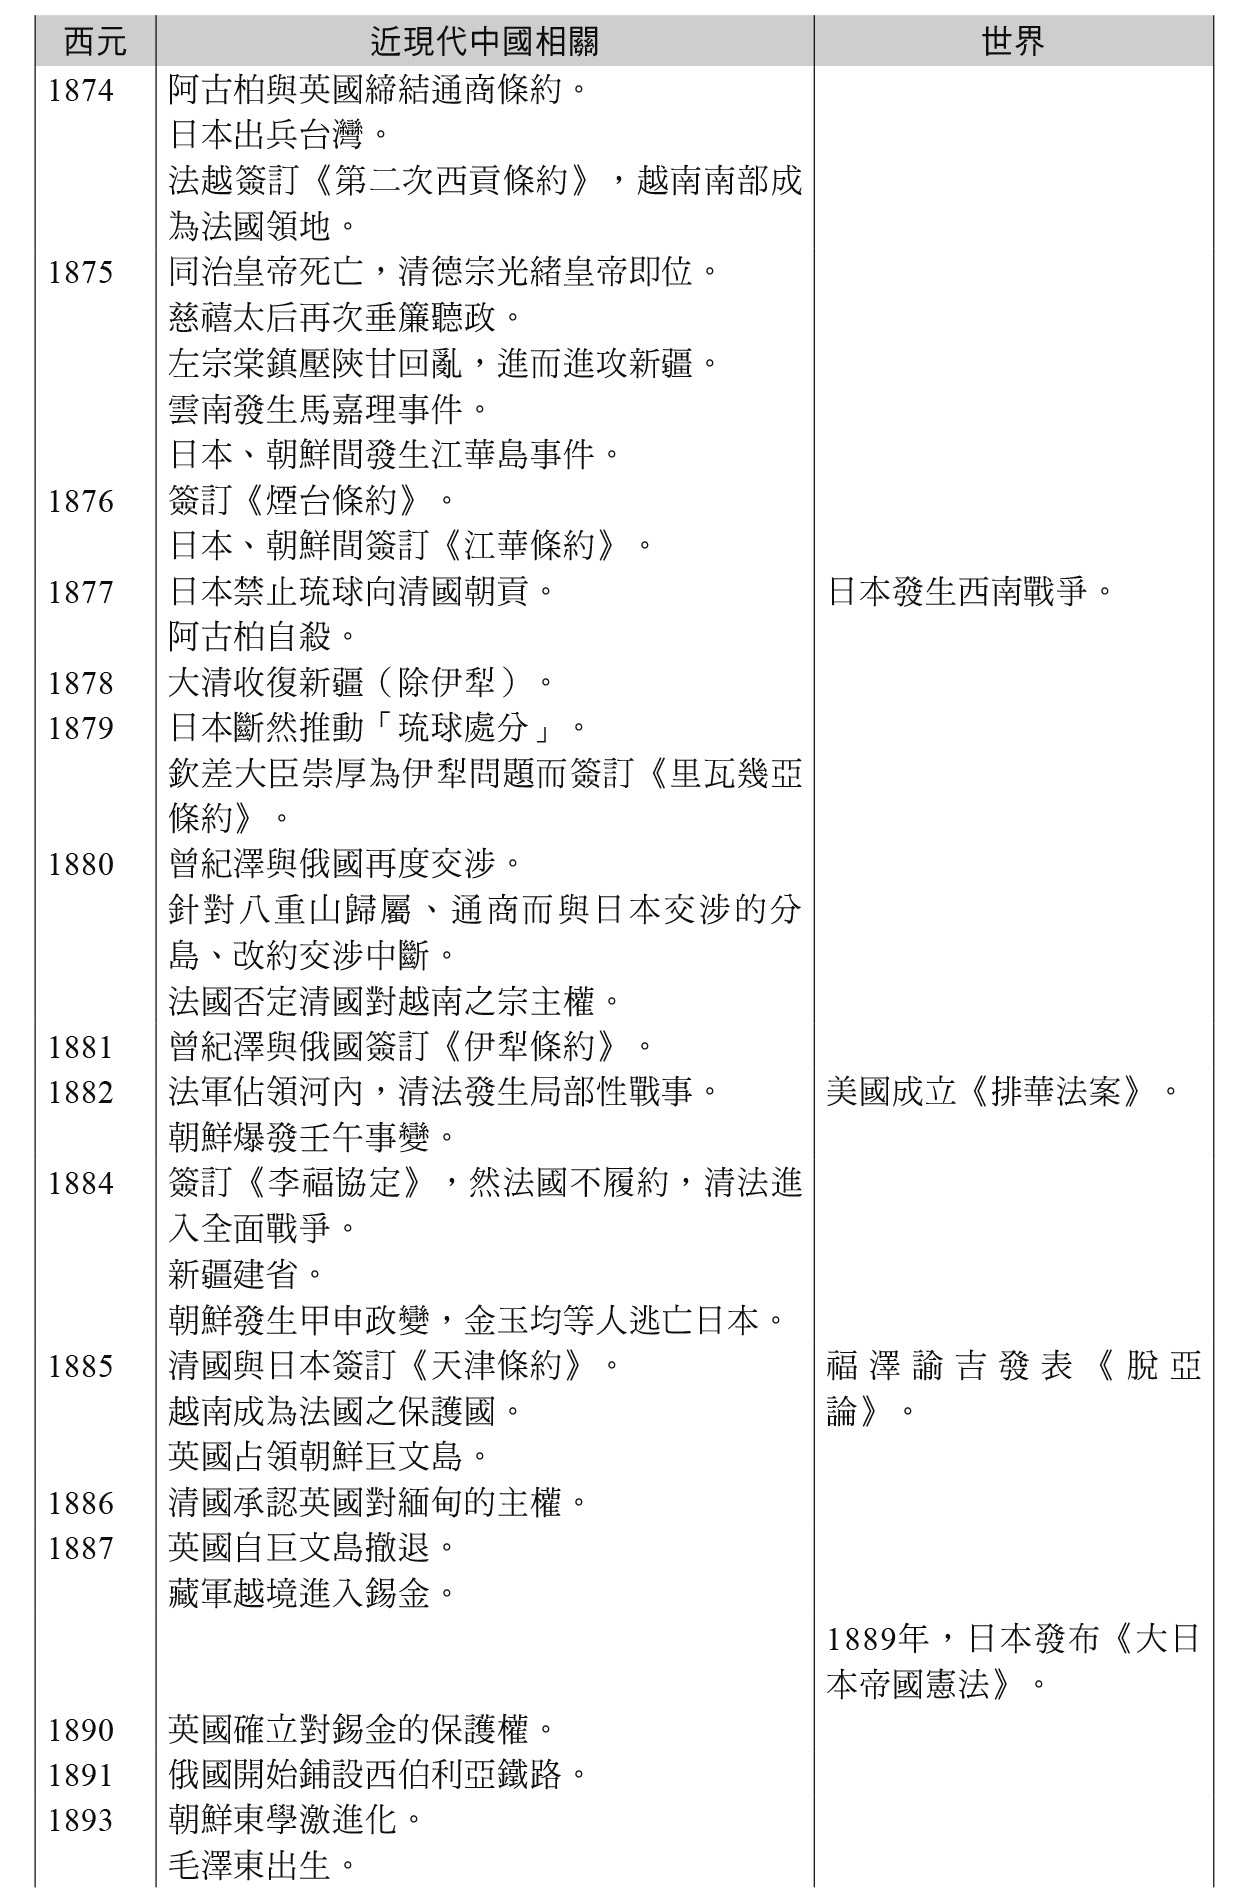 西元 近現代中國相關 世界
1874 阿古柏與英國締結通商條約。
日本出兵台灣。
法越簽訂《第二次西貢條約》，越南南部成
為法國領地。
1875 同治皇帝死亡，清德宗光緒皇帝即位。
慈禧太后再次垂簾聽政。
左宗棠鎮壓陝甘回亂，進而進攻新疆。
雲南發生馬嘉理事件。
日本、朝鮮間發生江華島事件。
1876 簽訂《煙台條約》。
日本、朝鮮間簽訂《江華條約》。
1877 日本禁止琉球向清國朝貢。 日本發生西南戰爭。
阿古柏自殺。
1878 大清收復新疆（除伊犁）。
1879 日本斷然推動「琉球處分」。
欽差大臣崇厚為伊犁問題而簽訂《里瓦幾亞
條約》。
1880 曾紀澤與俄國再度交涉。
針對八重山歸屬、通商而與日本交涉的分
島、改約交涉中斷。
法國否定清國對越南之宗主權。
1881 曾紀澤與俄國簽訂《伊犁條約》。
1882 法軍佔領河內，清法發生局部性戰事。 美國成立《排華法案》。
朝鮮爆發壬午事變。
1884 簽訂《李福協定》，然法國不履約，清法進
入全面戰爭。
新疆建省。
朝鮮發生甲申政變，金玉均等人逃亡日本。
1885 清國與日本簽訂《天津條約》。 福澤諭吉發表《脫亞
越南成為法國之保護國。 論》。
英國占領朝鮮巨文島。
1886 清國承認英國對緬甸的主權。
1887 英國自巨文島撤退。
藏軍越境進入錫金。
1889年，日本發布《大日
本帝國憲法》。
1890 英國確立對錫金的保護權。
1891 俄國開始鋪設西伯利亞鐵路。
1893 朝鮮東學激進化。
毛澤東出生。